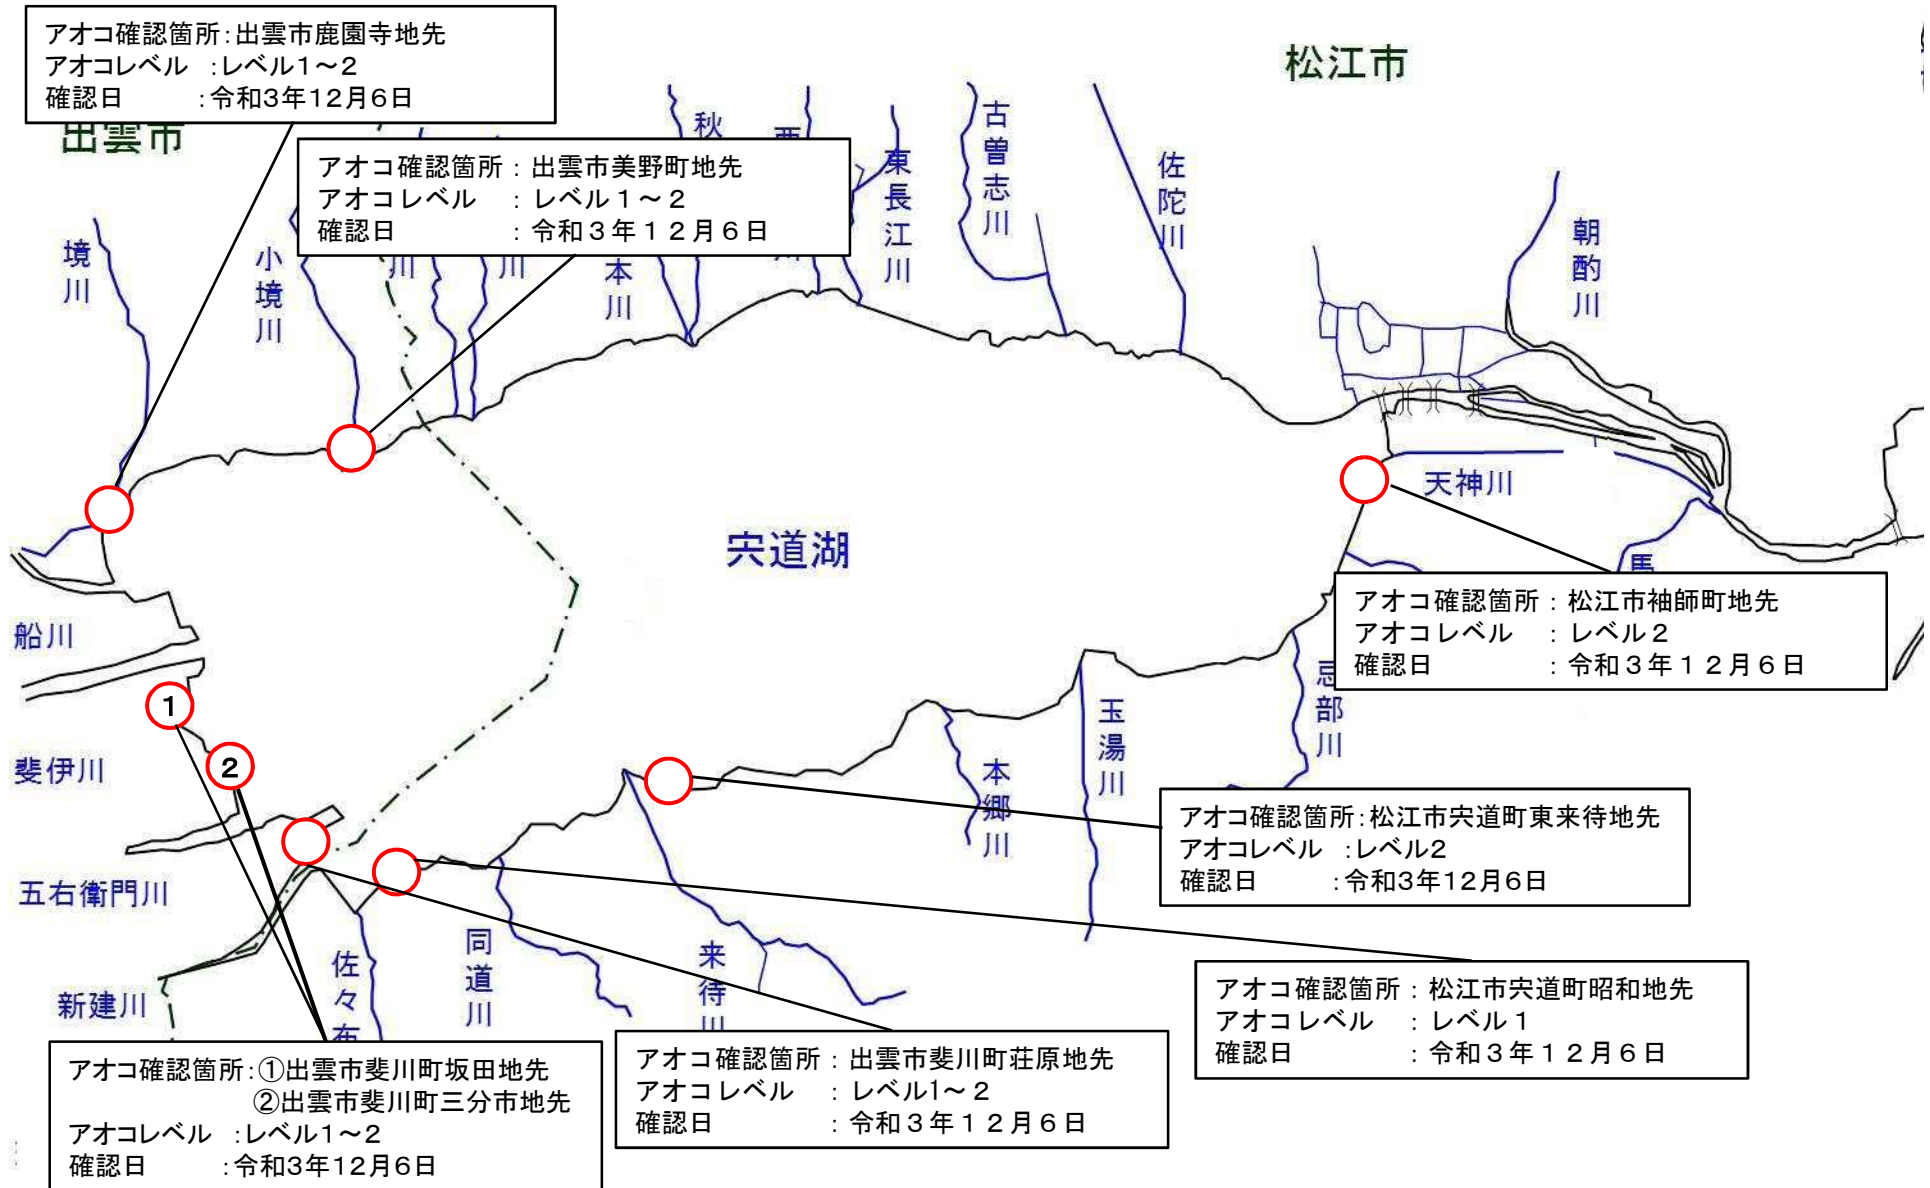 アオコ確認箇所:出雲市鹿園寺地先
アオコレベル :レベル1～2
確認日 :令和3年12月6日
出雲市
松江市
アオコ確認箇所：出雲市美野町地先
アオコレベル ：レベル１～２
確認日 ：令和３年１２月６日
境川
小境川
川
川
秋
本川
西
川
東長江川
古曽志川
佐陀川
朝酌川
天神川
宍道湖
馬
アオコ確認箇所：松江市袖師町地先
アオコレベル ：レベル２
確認日 ：令和３年１２月６日
船川
斐伊川
五右衛門川
新建川
1
2
忌部川
玉湯川
本郷川
アオコ確認箇所:松江市宍道町東来待地先
アオコレベル :レベル2
確認日 :令和3年12月6日
佐々布
同道川
来待川
アオコ確認箇所：松江市宍道町昭和地先
アオコレベル ：レベル１
確認日 ：令和３年１２月６日
アオコ確認箇所:①出雲市斐川町坂田地先
②出雲市斐川町三分市地先
アオコレベル :レベル1～2
確認日 :令和3年12月6日
アオコ確認箇所：出雲市斐川町荘原地先
アオコレベル ：レベル1～２
確認日 ：令和３年１２月６日